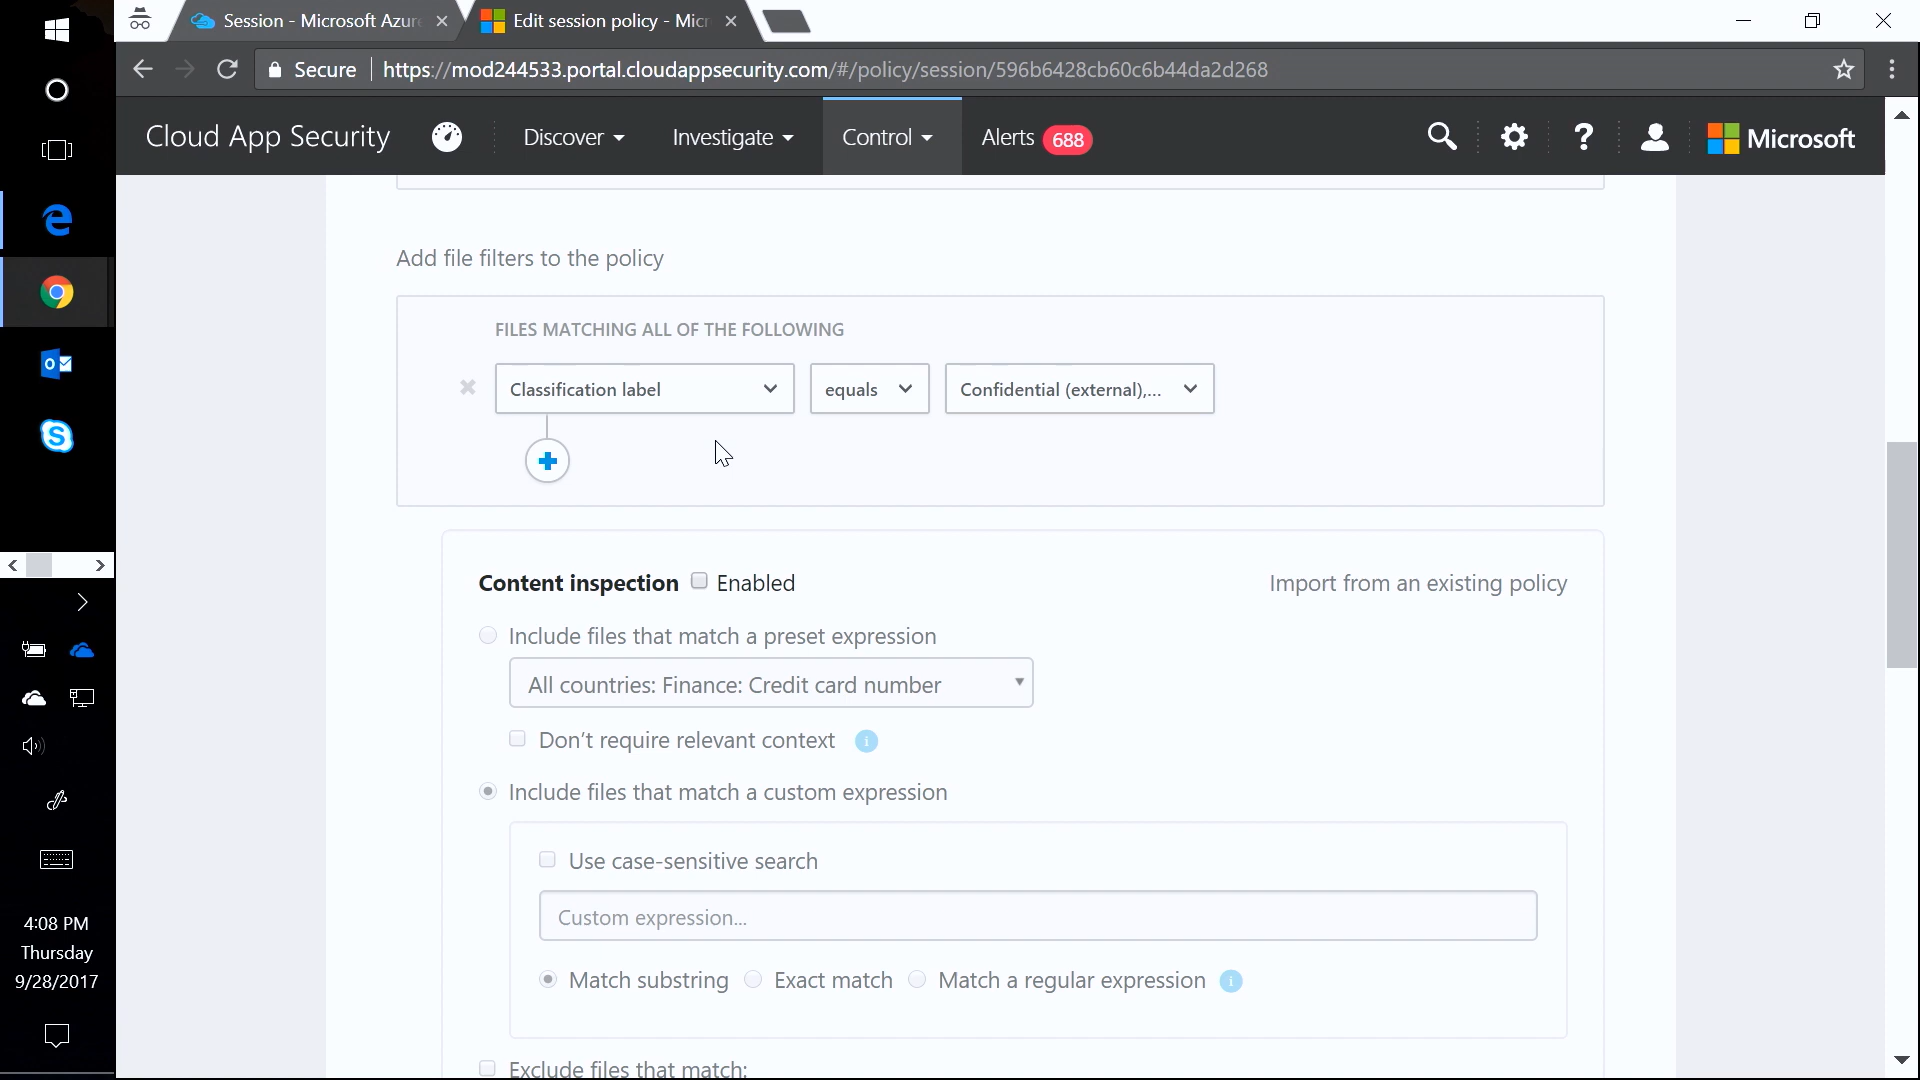 Session - Microsoft Azure
Edit session policy - Micr
Secure
https://mod244533.portal.cloudappsecurity.com/#/policy/session/596b6428cb60c6b44da2d268
Cloud App Security
Discover
Investigate
Control
Alerts 688
Microsoft
Add file filters to the policy
FILES MATCHING ALL OF THE FOLLOWING
Classification label
equals
Confidential (external),...
Content inspection Enabled
Import from an existing policy
Include files that match a preset expression
All countries: Finance: Credit card number
Don't require relevant context
Include files that match a custom expression
Use case-sensitive search
Custom expression...
Match substring Exact match Match a regular expression
Exclude files that match:
4:08 PM
Thursday
9/28/2017